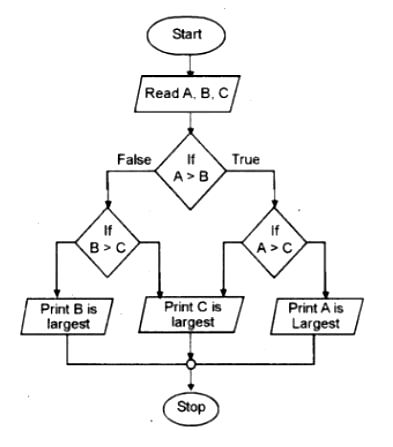 Start
Read A, B, C
False
If
A > B
True
If
B > C
If
A > C
Print B is
largest
Print C is
largest
Print A is
Largest
Stop